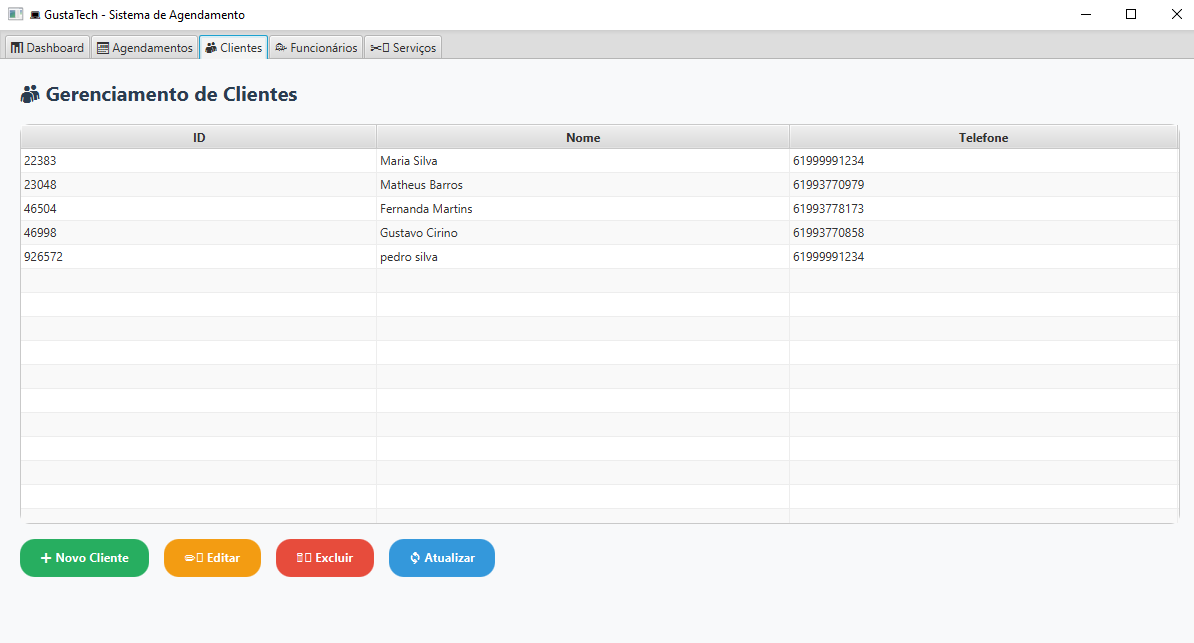 GustaTech - Sistema de Agendamento
Dashboard Agendamentos Clientes Funcionários Serviços
Gerenciamento de Clientes
ID Nome Telefone
22383 Maria Silva 61999991234
23048 Matheus Barros 61993770979
46504 Fernanda Martins 61993778173
46998 Gustavo Cirino 61993770858
926572 pedro silva 61999991234
+ Novo Cliente Editar Excluir Atualizar